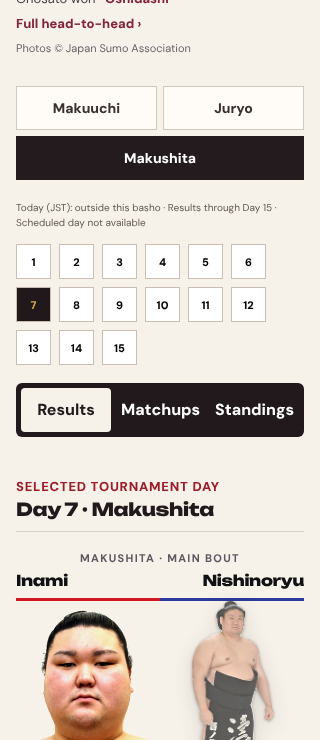 Onosato won Oshidashi
Full head-to-head ›
Photos © Japan Sumo Association
Makuuchi
Juryo
Makushita
Today (JST): outside this basho · Results through Day 15 ·
Scheduled day not available
1 2 3 4 5 6
7 8 9 10 11 12
13 14 15
Results Matchups Standings
SELECTED TOURNAMENT DAY
Day 7 · Makushita
MAKUSHITA · MAIN BOUT
Inami Nishinoryu